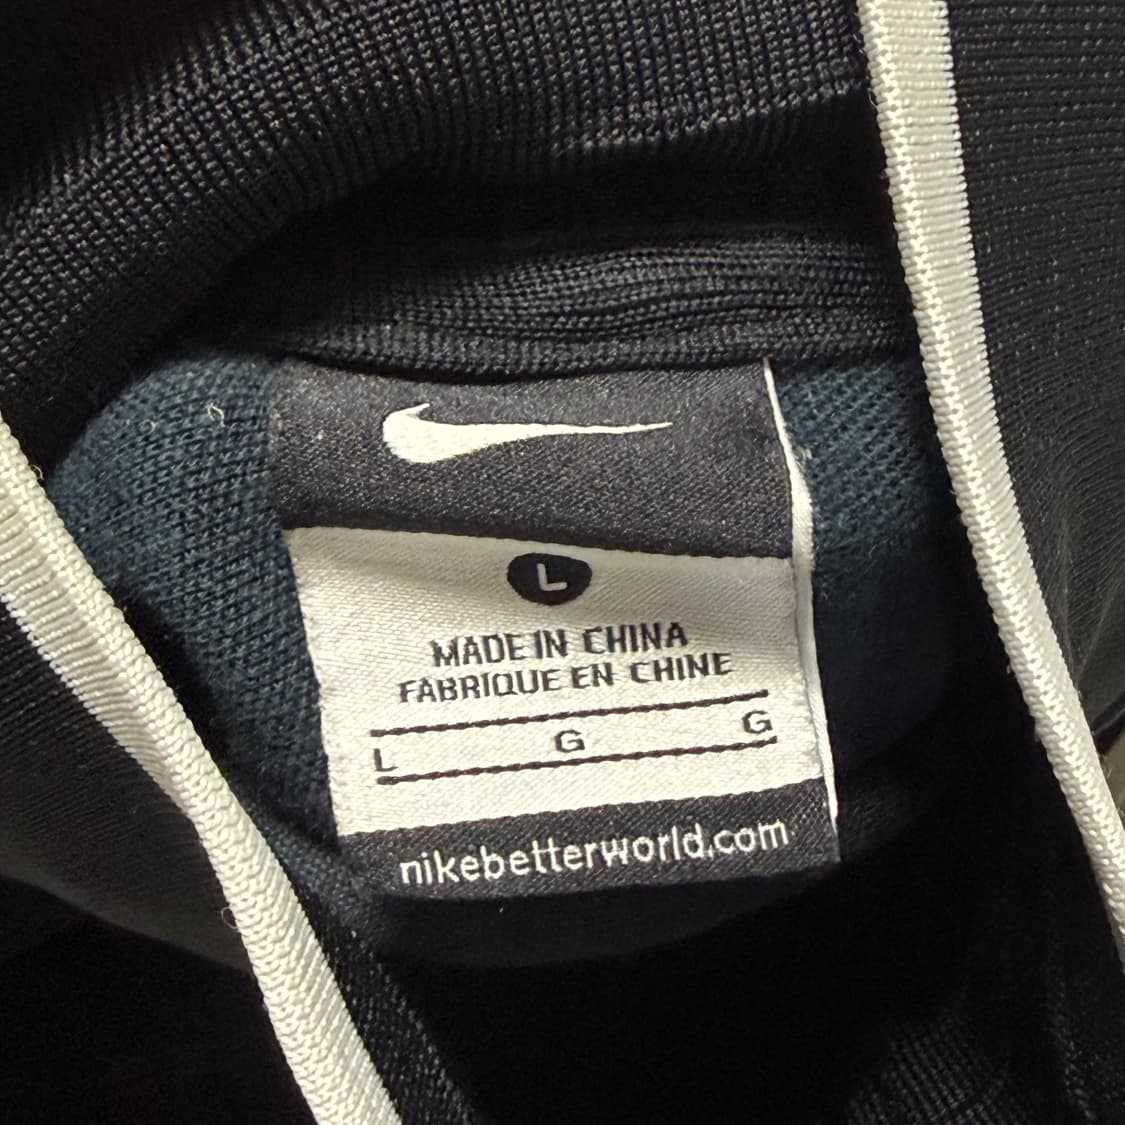 L
MADE IN CHINA
FABRIQUE EN CHINE
L G G
nikebetterworld.com